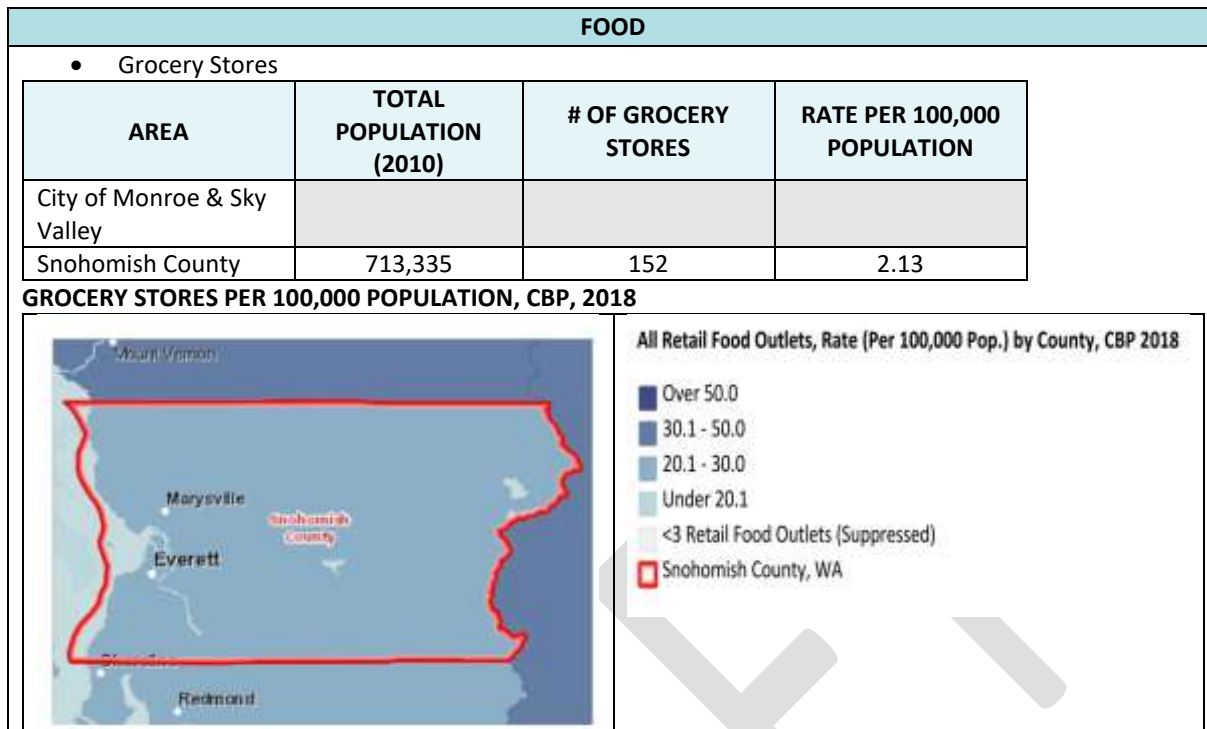 FOOD
• Grocery Stores
AREA
TOTAL
POPULATION
(2010)
# OF GROCERY
STORES
RATE PER 100,000
POPULATION
City of Monroe & Sky
Valley
Snohomish County 713,335 152 2.13
GROCERY STORES PER 100,000 POPULATION, CBP, 2018
Mount Vernon
Marysville
Snohomish
County
Everett
Redmond
All Retail Food Outlets, Rate (Per 100,000 Pop.) by County, CBP 2018
Over 50.0
30.1 - 50.0
20.1 - 30.0
Under 20.1
<3 Retail Food Outlets (Suppressed)
Snohomish County, WA